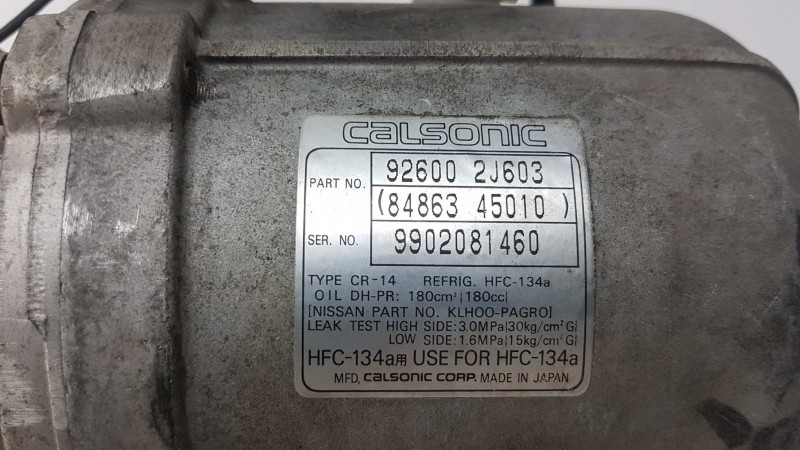 CALSONIC
PART NO. 92600 2J603
(84863 45010 )
SER. NO. 9902081460
TYPE CR-14 REFRIG. HFC-134a
OIL DH-PR: 180cm³[180cc]
[NISSAN PART NO. KLH00-PAGR0]
LEAK TEST HIGH SIDE: 3.0MPa[30kg/cm²G]
LOW SIDE: 1.6MPa[15kg/cm²G]
HFC-134a用 USE FOR HFC-134a
MFD. CALSONIC CORP. MADE IN JAPAN